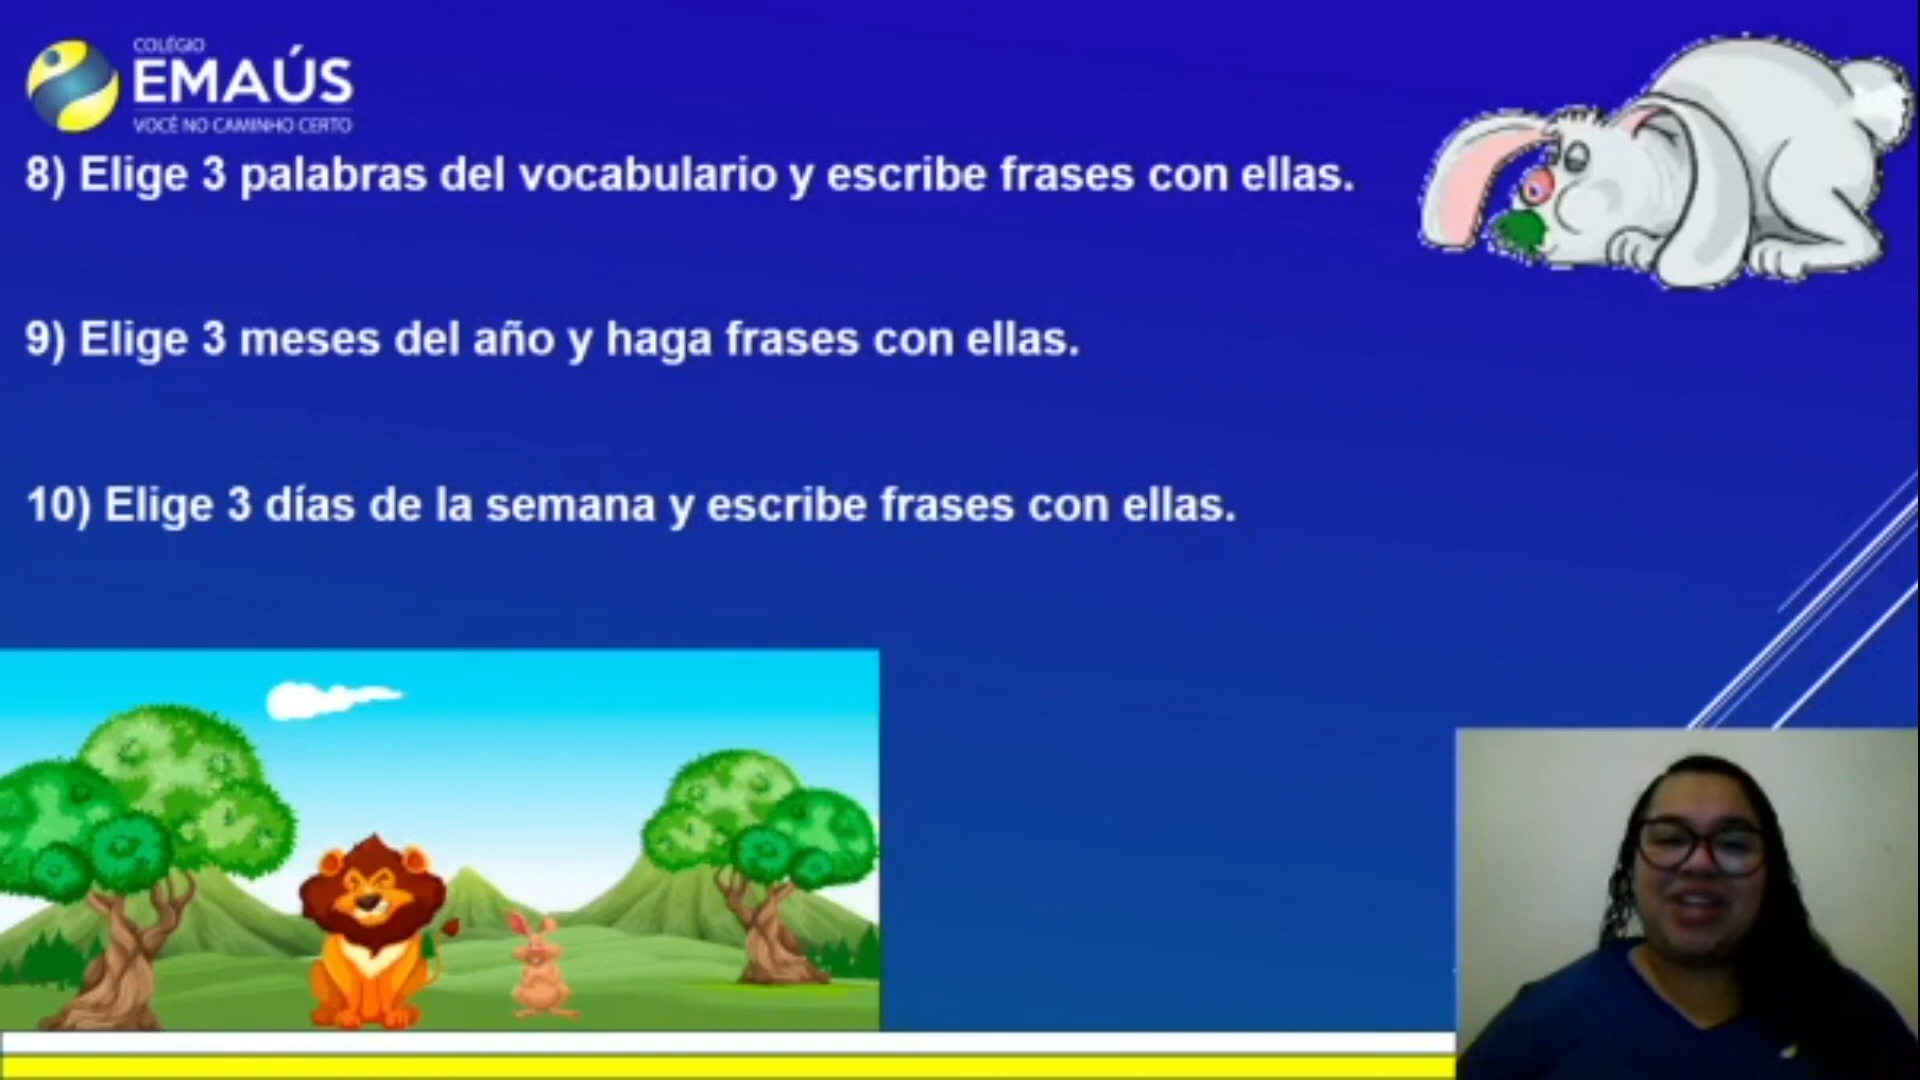 COLÉGIO
EMAÚS
VOCÊ NO CAMINHO CERTO
8) Elige 3 palabras del vocabulario y escribe frases con ellas.
9) Elige 3 meses del año y haga frases con ellas.
10) Elige 3 días de la semana y escribe frases con ellas.